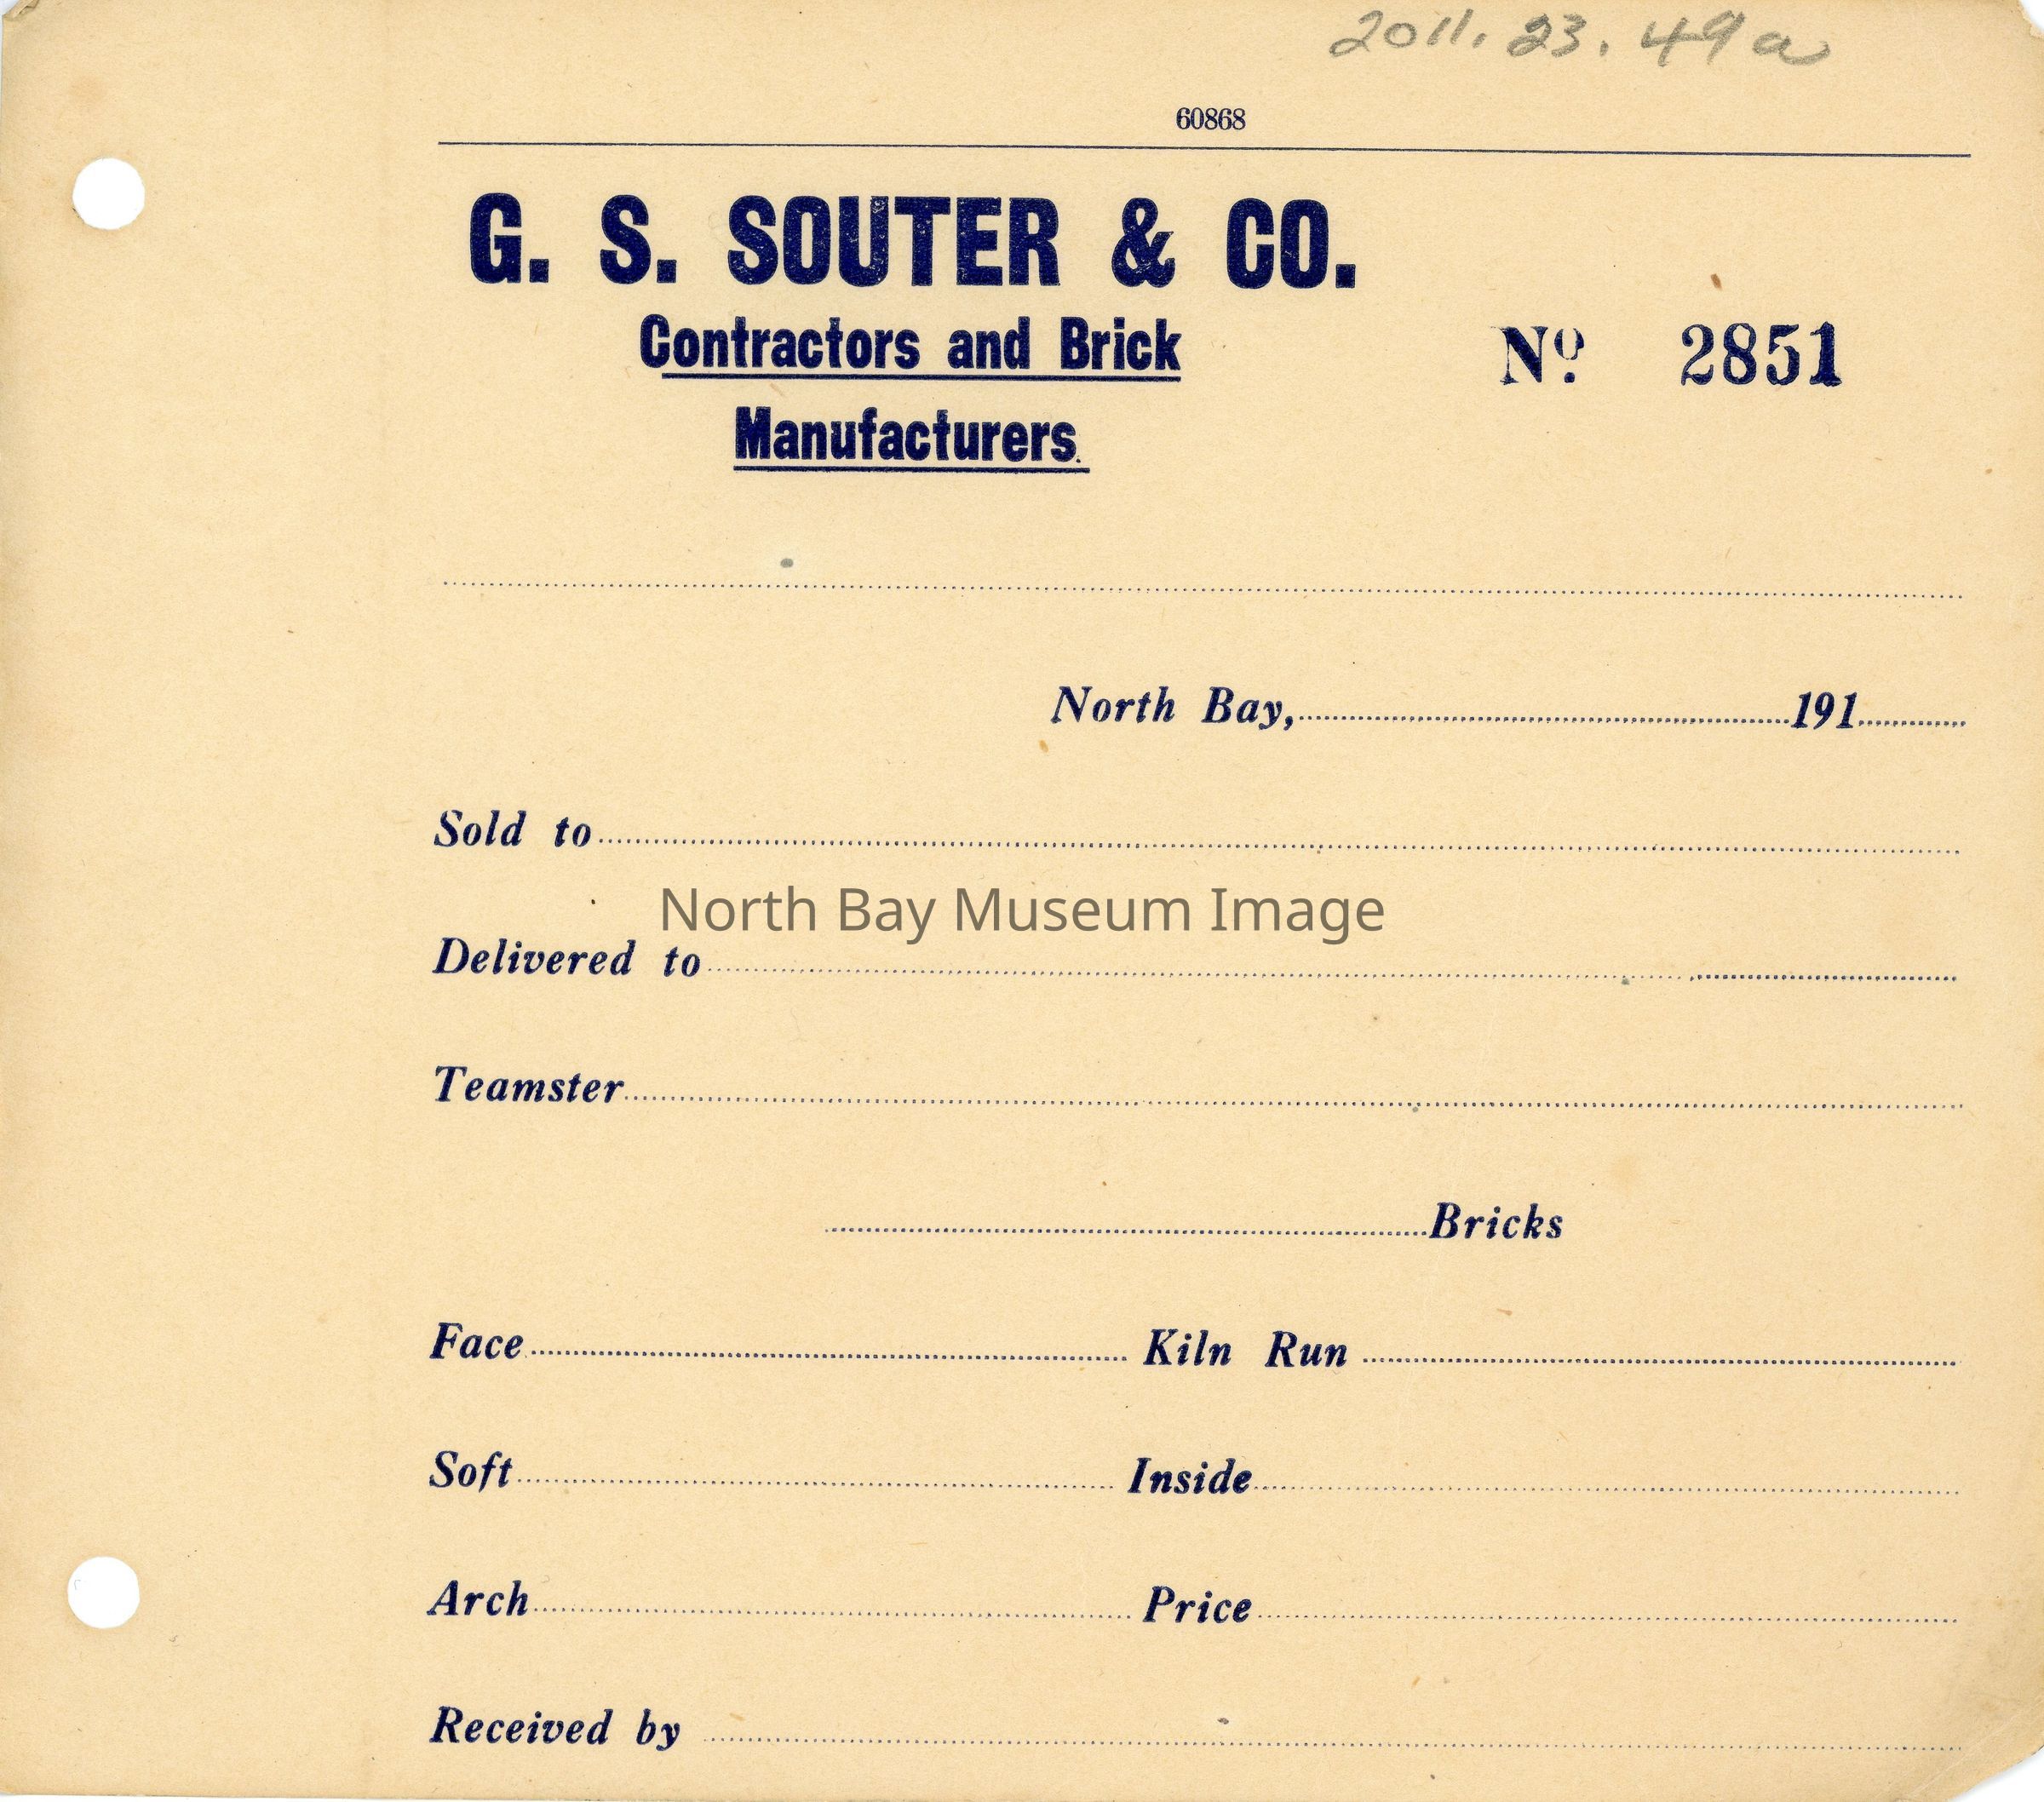 2011.23.49a
60868
G. S. SOUTER & CO.
Contractors and Brick
Manufacturers.
Nº 2851
North Bay,..............................191..........
Sold to
North Bay Museum Image
Delivered to
Teamster
Bricks
Face Kiln Run
Soft Inside
Arch Price
Received by